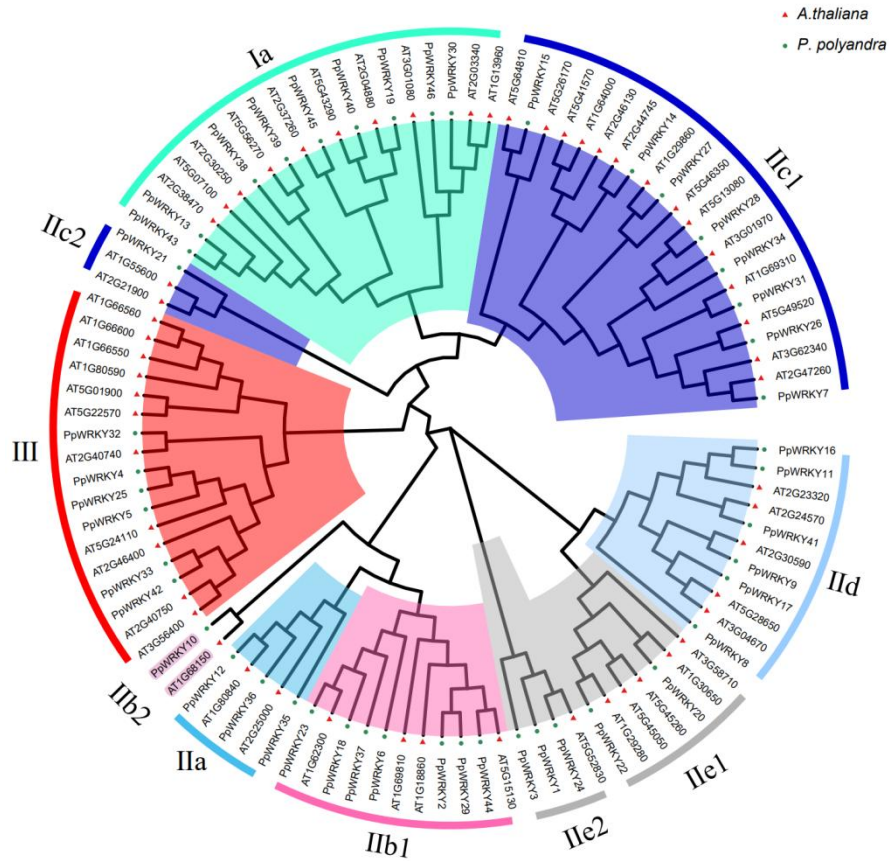 A.thaliana
P. polyandra
Ia
IIc1
IId
IIe1
IIe2
IIb1
IIa
IIb2
III
IIc2
AT5G64810
PpWRKY15
AT5G26170
AT5G41570
AT1G64000
AT2G46130
AT2G44745
PpWRKY14
AT1G29860
PpWRKY27
AT5G46350
AT5G13080
PpWRKY28
AT3G01970
PpWRKY34
AT1G69310
PpWRKY31
AT5G49520
PpWRKY26
AT3G62340
AT2G47260
PpWRKY7
PpWRKY16
PpWRKY11
AT2G23320
AT2G24570
PpWRKY41
AT2G30590
PpWRKY9
PpWRKY17
AT5G28650
AT3G04670
PpWRKY8
AT3G58710
AT1G30650
PpWRKY20
AT5G45260
AT5G45050
AT1G29280
PpWRKY22
AT5G52830
PpWRKY24
PpWRKY1
PpWRKY3
AT5G15130
PpWRKY44
PpWRKY29
PpWRKY2
AT1G18860
AT1G69810
PpWRKY6
PpWRKY37
PpWRKY18
AT1G62300
PpWRKY23
PpWRKY35
AT2G25000
PpWRKY36
AT1G80840
PpWRKY12
AT1G68150
PpWRKY10
AT3G56400
AT2G40750
PpWRKY42
PpWRKY33
AT2G46400
AT5G24110
PpWRKY5
PpWRKY25
PpWRKY4
AT2G40740
PpWRKY32
AT5G22570
AT5G01900
AT1G80590
AT1G66550
AT1G66600
AT1G66560
AT2G21900
AT1G55600
PpWRKY21
PpWRKY43
PpWRKY13
AT2G38470
AT5G07100
AT2G30250
PpWRKY38
AT5G56270
PpWRKY39
AT2G37260
PpWRKY45
AT5G43290
PpWRKY40
AT2G04880
PpWRKY19
AT3G01080
PpWRKY46
PpWRKY30
AT2G03340
AT1G13960